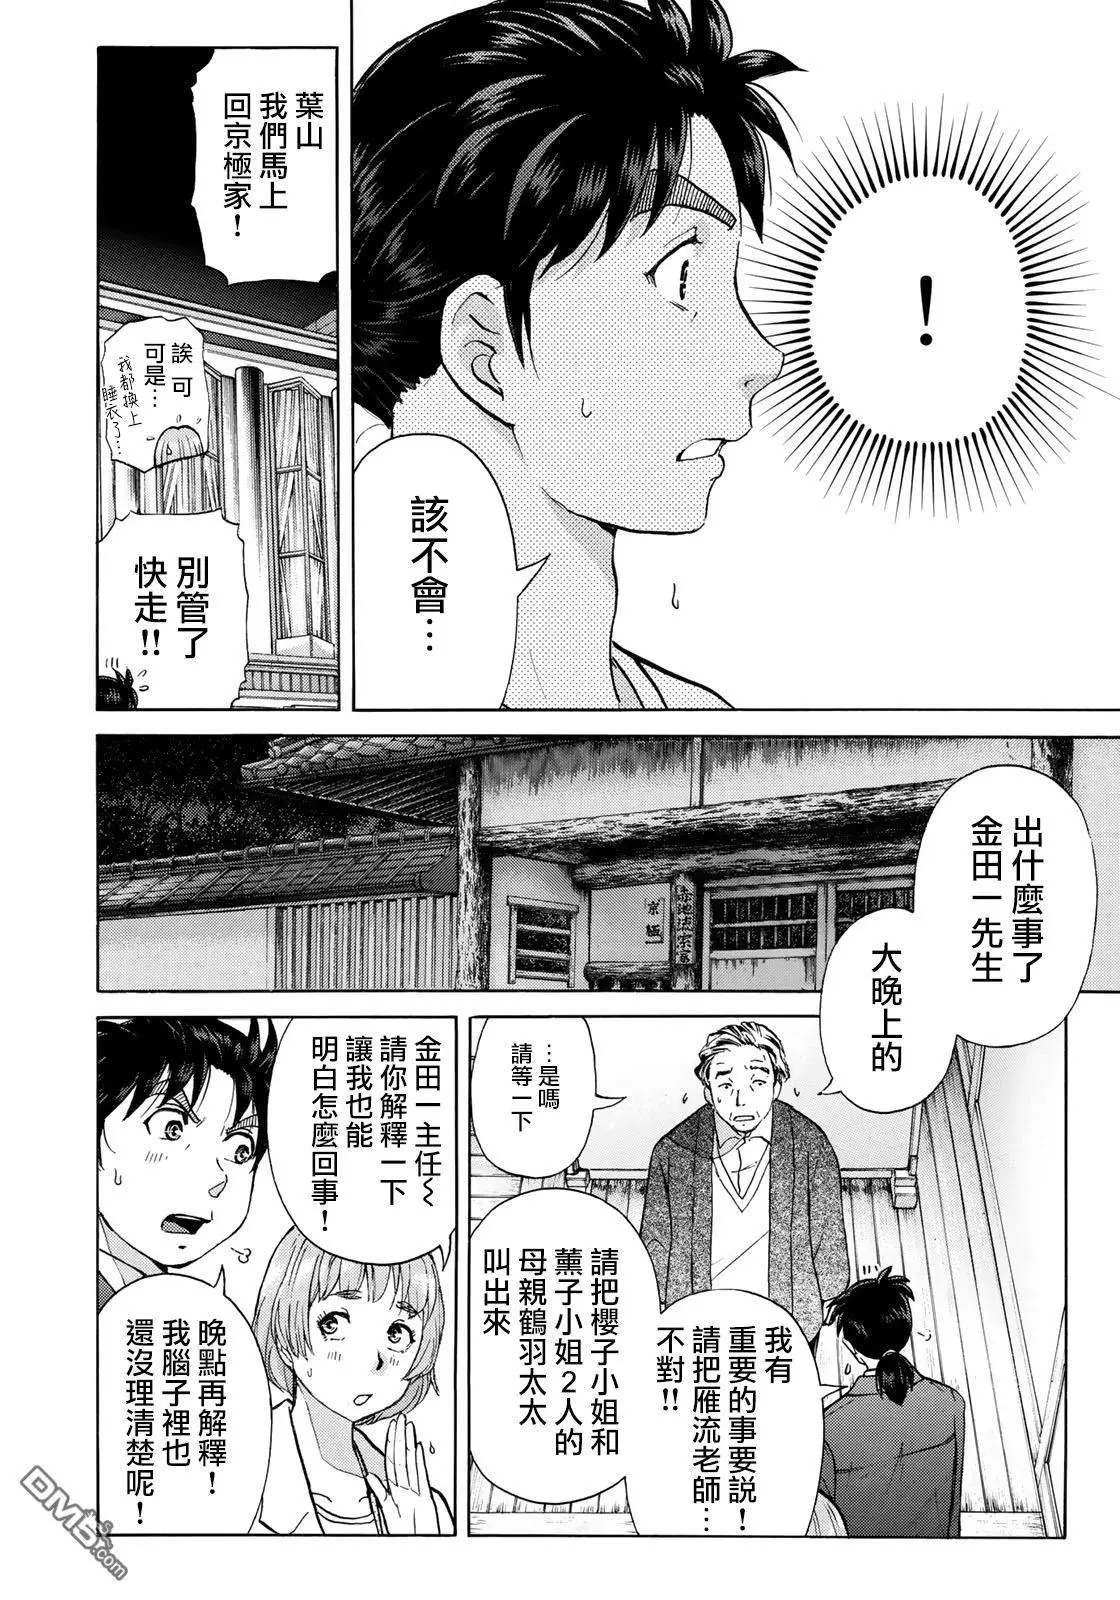 ！
該不會…
葉山
我們馬上
回京極家！
誒 可
可是…
我都換上
睡衣了…
別管了
快走!!
出什麼事了
金田一先生
大晚上的
京極
赤池流宗家
我有
重要的事要說！
請把雁流老師…
不對!!
請把櫻子小姐和
薰子小姐2人的
母親鶴羽太太
叫出來
…是嗎
請等一下
金田一主任～
請你解釋一下
讓我也能
明白怎麼回事！
晚點再解釋！
我腦子裡也
還沒理清楚呢！
DM5.com